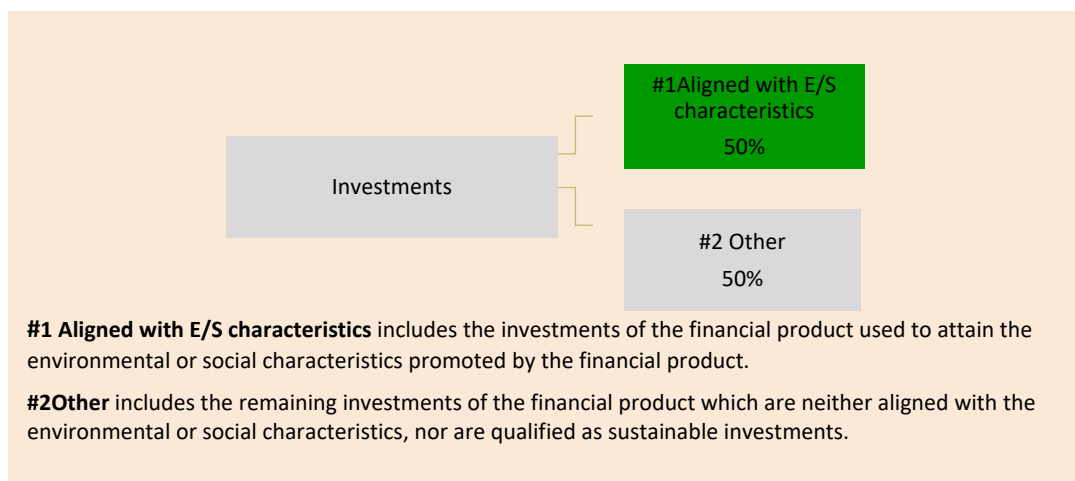 #1Aligned with E/S
characteristics
50%
Investments
#2 Other
50%
#1 Aligned with E/S characteristics includes the investments of the financial product used to attain the
environmental or social characteristics promoted by the financial product.
#2Other includes the remaining investments of the financial product which are neither aligned with the
environmental or social characteristics, nor are qualified as sustainable investments.